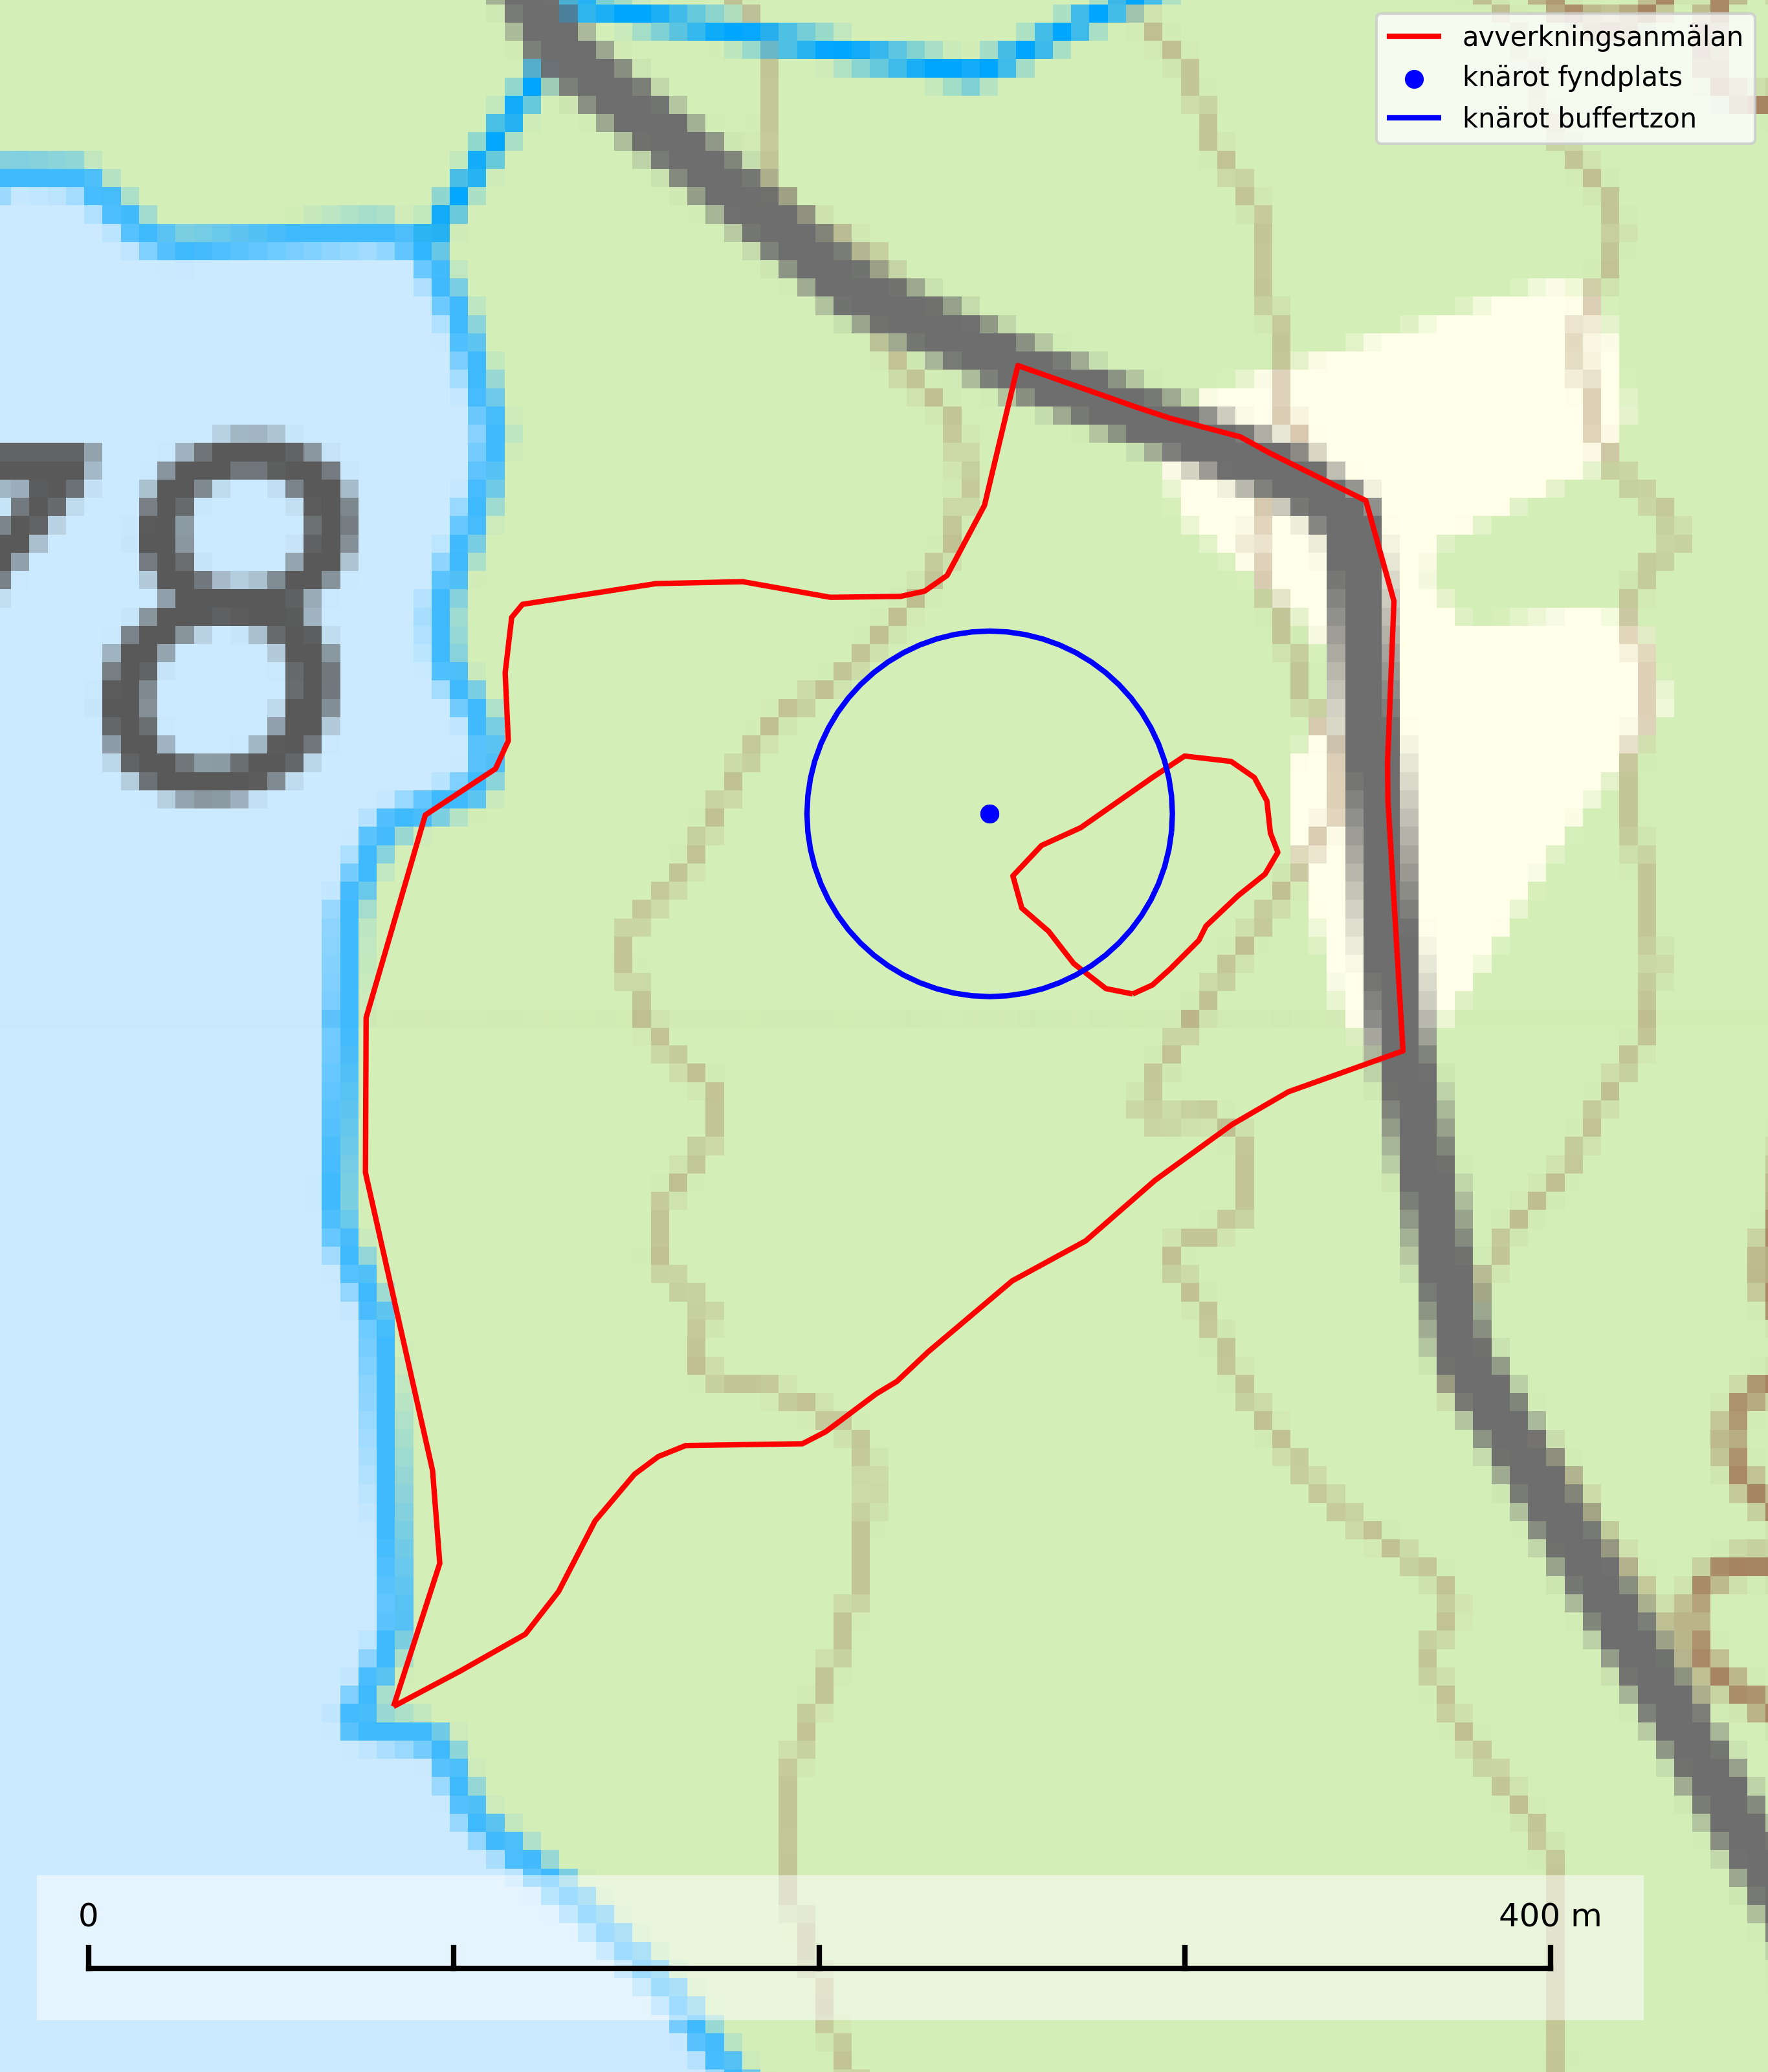 avverkningsanmälan
knärot fyndplats
knärot buffertzon
78
0 400 m